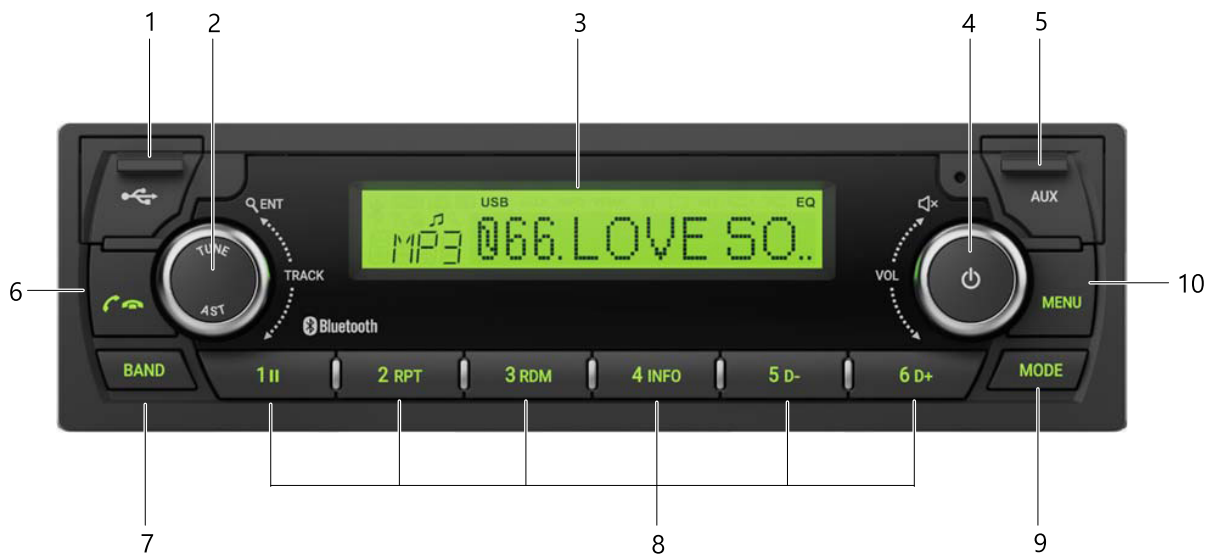 1
2
3
4
5
USB
EQ
ENT
MP3
066.LOVE SO..
AUX
TUNE
AST
TRACK
VOL
6
10
MENU
Bluetooth
BAND
1
2 RPT
3 RDM
4 INFO
5 D-
6 D+
MODE
7
8
9